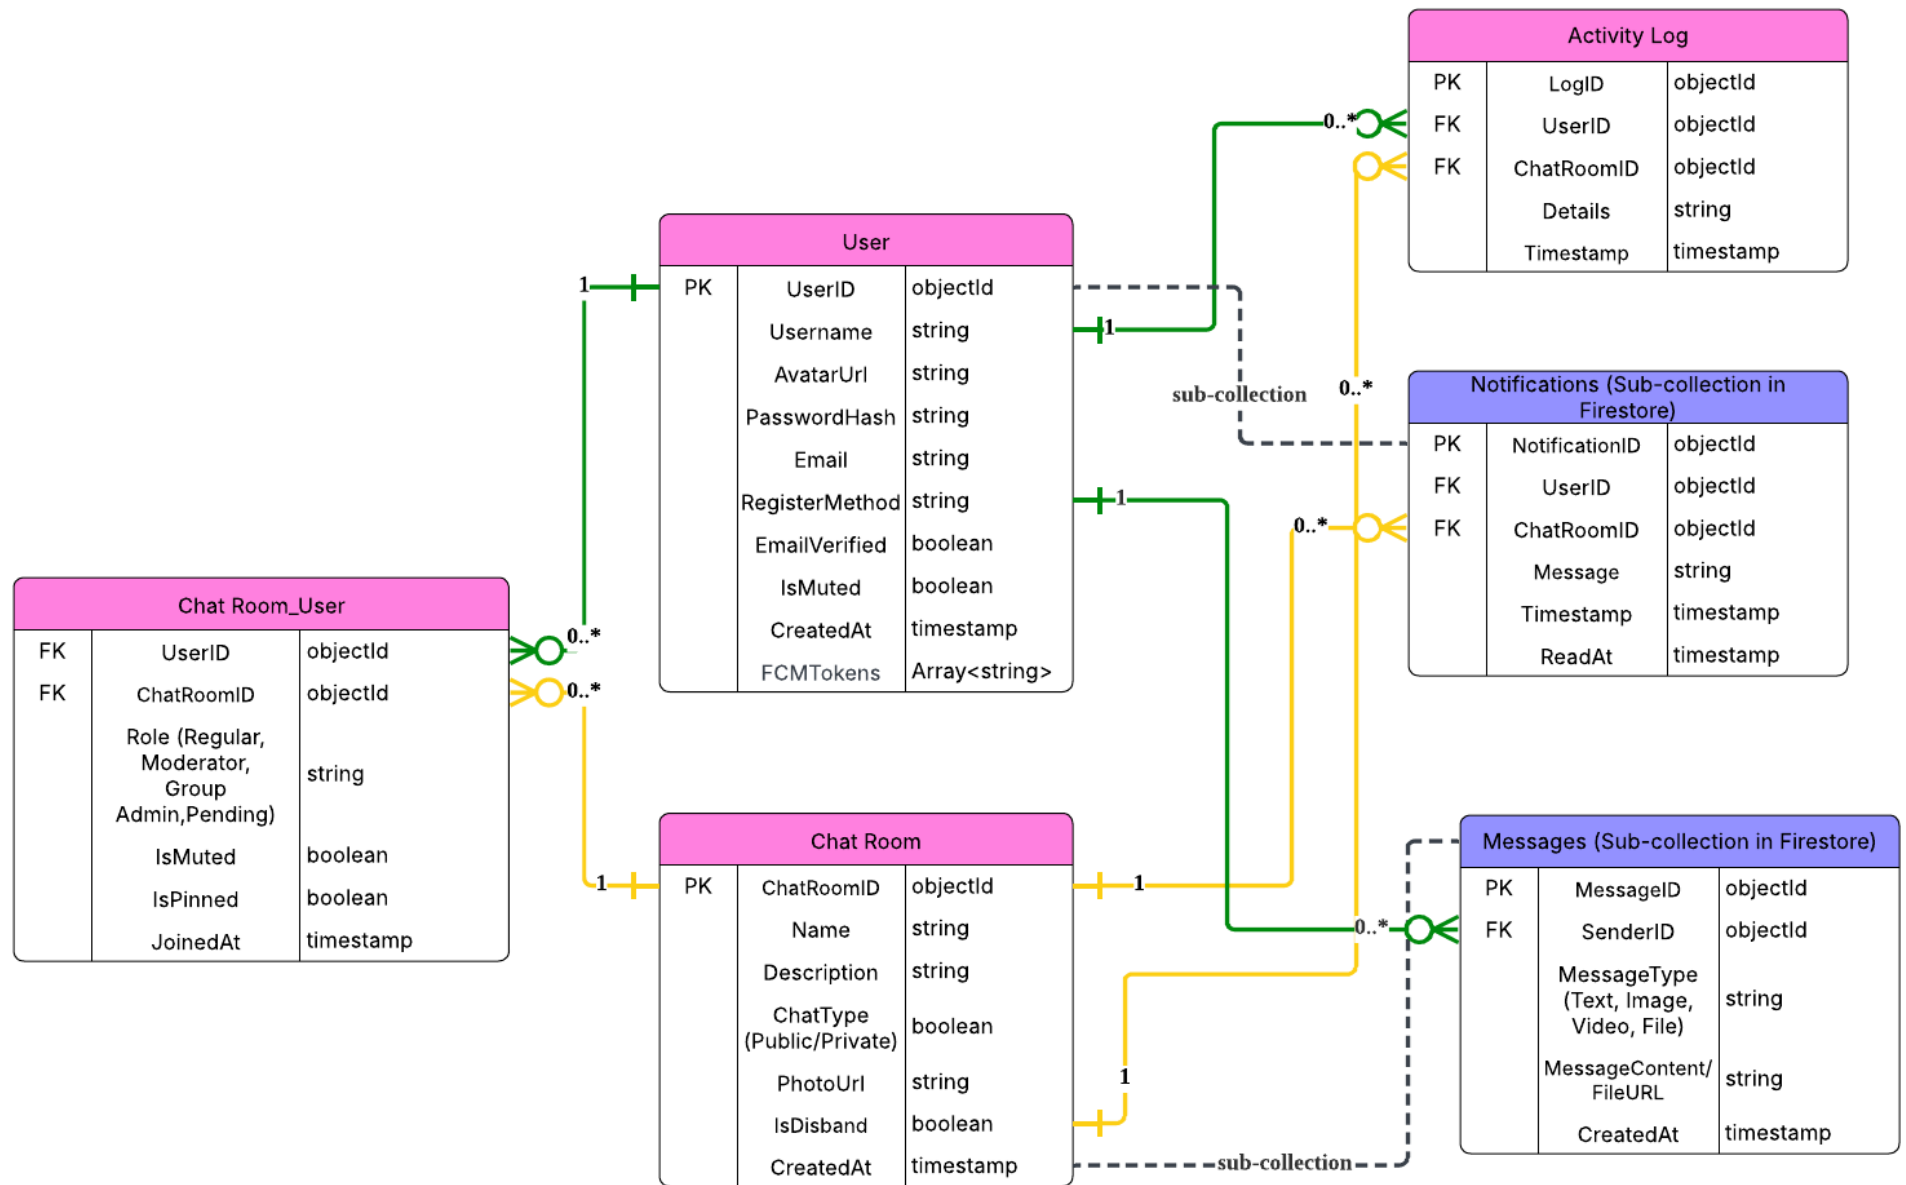 Activity Log
PK LogID objectId
FK UserID objectId
FK ChatRoomID objectId
Details string
Timestamp timestamp
0..*
User
PK UserID objectId
Username string
AvatarUrl string
PasswordHash string
Email string
RegisterMethod string
EmailVerified boolean
IsMuted boolean
CreatedAt timestamp
FCMTokens Array<string>
1
1
1
sub-collection
0..*
Notifications (Sub-collection in
Firestore)
PK NotificationID objectId
FK UserID objectId
FK ChatRoomID objectId
Message string
Timestamp timestamp
ReadAt timestamp
0..*
Chat Room_User
FK UserID objectId
FK ChatRoomID objectId
Role (Regular,
Moderator,
Group
Admin,Pending)
string
IsMuted boolean
IsPinned boolean
JoinedAt timestamp
0..*
0..*
1
Chat Room
PK ChatRoomID objectId
Name string
Description string
ChatType
(Public/Private)
boolean
PhotoUrl string
IsDisband boolean
CreatedAt timestamp
1
1
sub-collection
0..*
Messages (Sub-collection in Firestore)
PK MessageID objectId
FK SenderID objectId
MessageType
(Text, Image,
Video, File)
string
MessageContent/
FileURL
string
CreatedAt timestamp